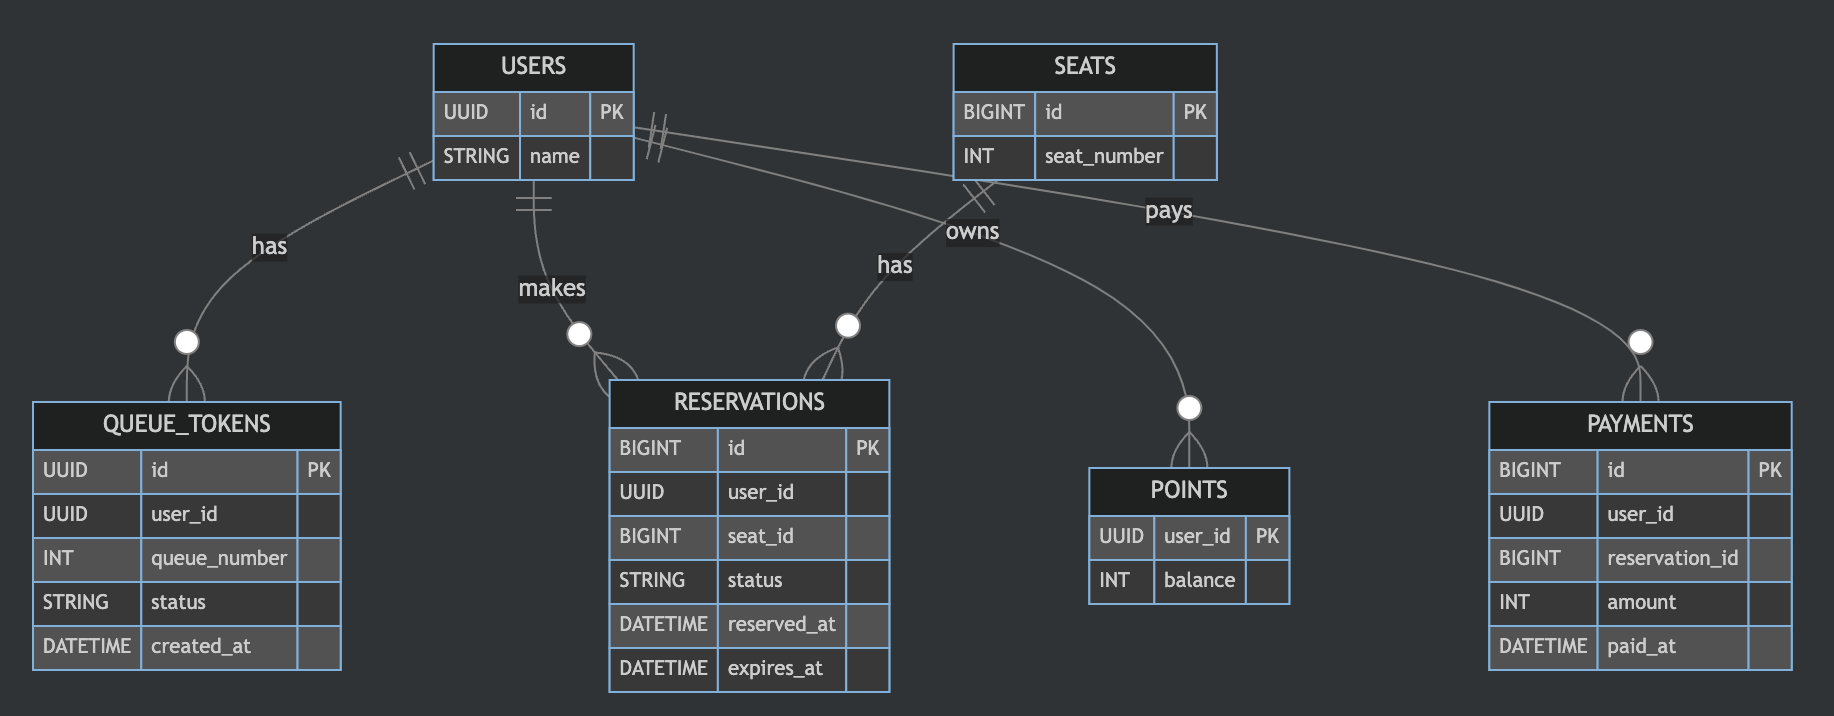 USERS
UUID id PK
STRING name
SEATS
BIGINT id PK
INT seat_number
has
makes
has
owns
pays
QUEUE_TOKENS
UUID id PK
UUID user_id
INT queue_number
STRING status
DATETIME created_at
RESERVATIONS
BIGINT id PK
UUID user_id
BIGINT seat_id
STRING status
DATETIME reserved_at
DATETIME expires_at
POINTS
UUID user_id PK
INT balance
PAYMENTS
BIGINT id PK
UUID user_id
BIGINT reservation_id
INT amount
DATETIME paid_at